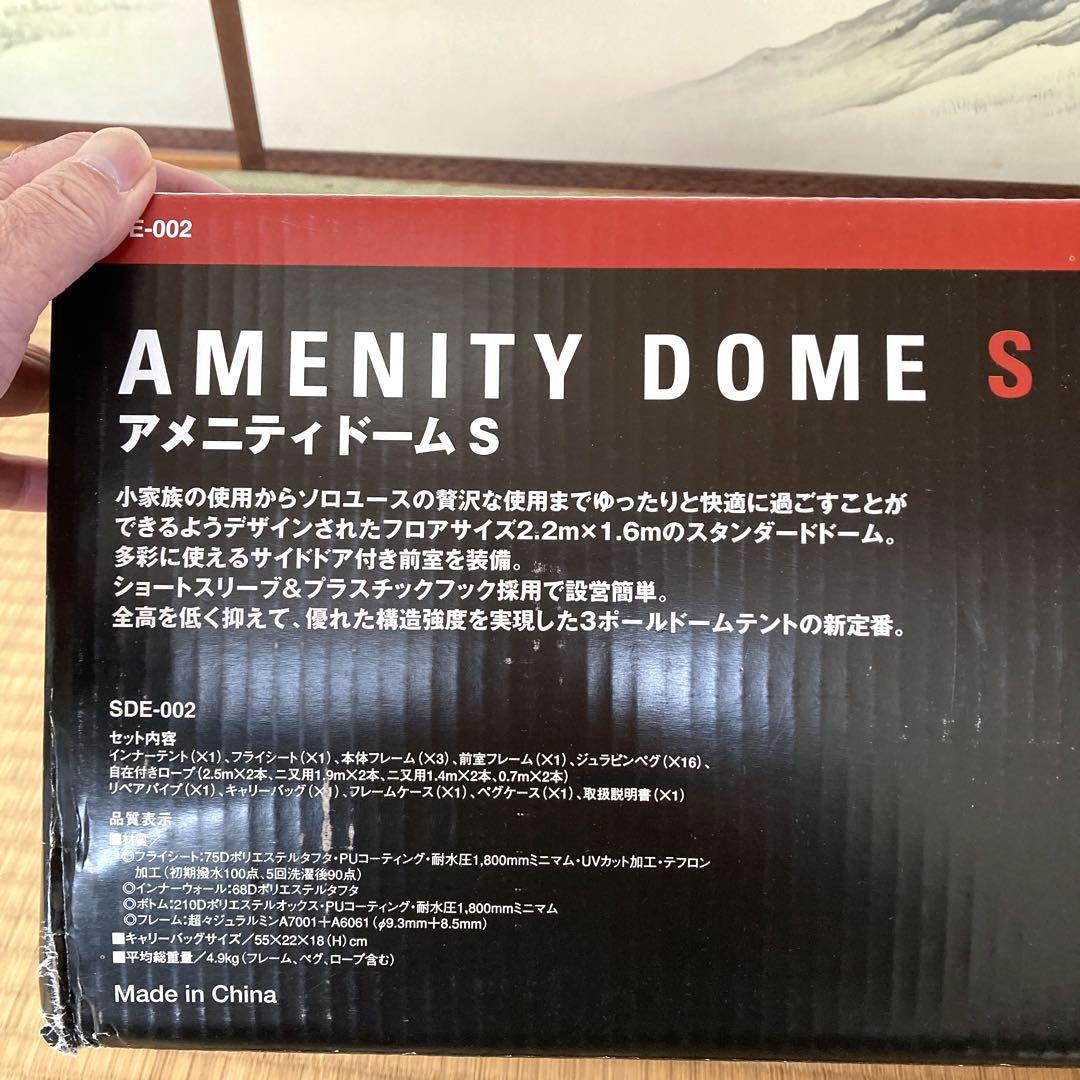 E-002
AMENITY DOME S
アメニティドーム S
小家族の使用からソロユースの贅沢な使用までゆったりと快適に過ごすことが
できるようデザインされたフロアサイズ2.2m×1.6mのスタンダードドーム。
多彩に使えるサイドドア付き前室を装備。
ショートスリーブ&プラスチックフック採用で設営簡単。
全高を低く抑えて、優れた構造強度を実現した3ポールドームテントの新定番。
SDE-002
セット内容
インナーテント(×1)、フライシート(×1)、本体フレーム(×3)、前室フレーム(×1)、ジュラピンペグ(×16)、
自在付きロープ(2.5m×2本、二又用1.9m×2本、二又用1.4m×2本、0.7m×2本)
リペアパイプ(×1)、キャリーバッグ(×1)、フレームケース(×1)、ペグケース(×1)、取扱説明書(×1)
品質表示
■材質/
◎フライシート:75Dポリエステルタフタ・PUコーティング・耐水圧1,800mmミニマム・UVカット加工・テフロン
加工(初期撥水100点、5回洗濯後90点)
◎インナーウォール:68Dポリエステルタフタ
◎ボトム:210Dポリエステルオックス・PUコーティング・耐水圧1,800mmミニマム
◎フレーム:超々ジュラルミンA7001+A6061(φ9.3mm+8.5mm)
■キャリーバッグサイズ/55×22×18(H)cm
■平均総重量/4.9kg(フレーム、ペグ、ロープ含む)
Made in China